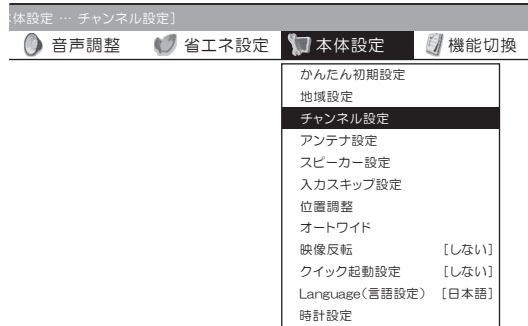 体設定 … チャンネル設定]
音声調整 省エネ設定 本体設定 機能切換
かんたん初期設定
地域設定
チャンネル設定
アンテナ設定
スピーカー設定
入力スキップ設定
位置調整
オートワイド
映像反転 [しない]
クイック起動設定 [しない]
Language(言語設定) [日本語]
時計設定